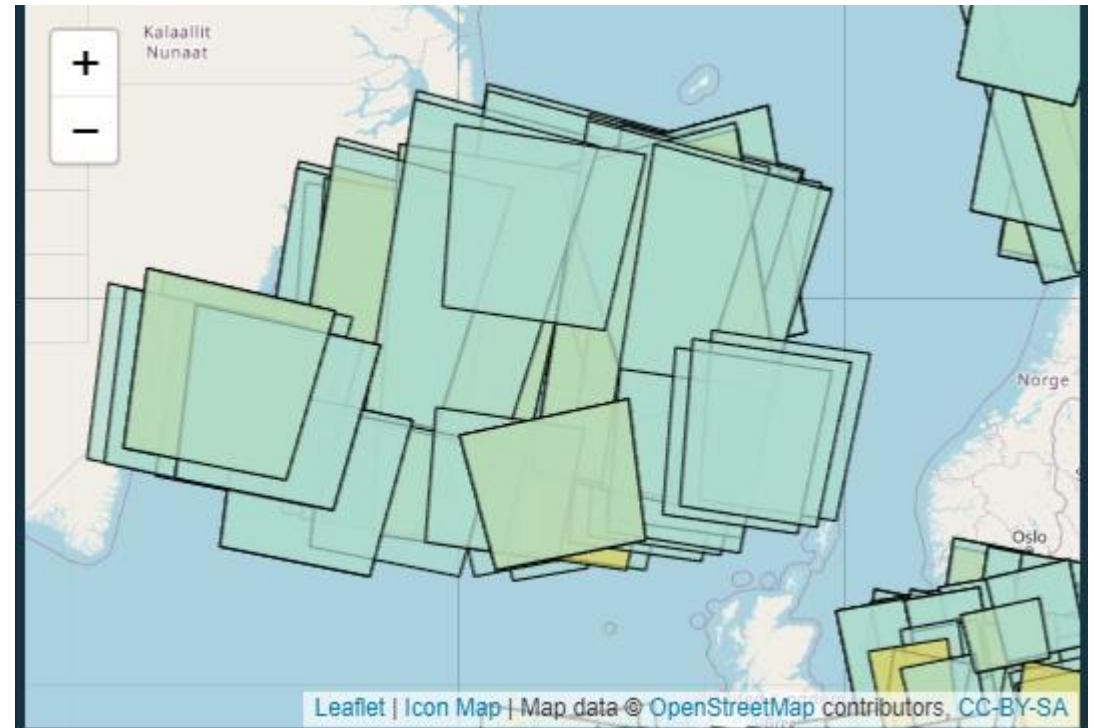 Kalaallit
Nunaat
+
−
Norge
Oslo
Leaflet | Icon Map | Map data © OpenStreetMap contributors, CC-BY-SA